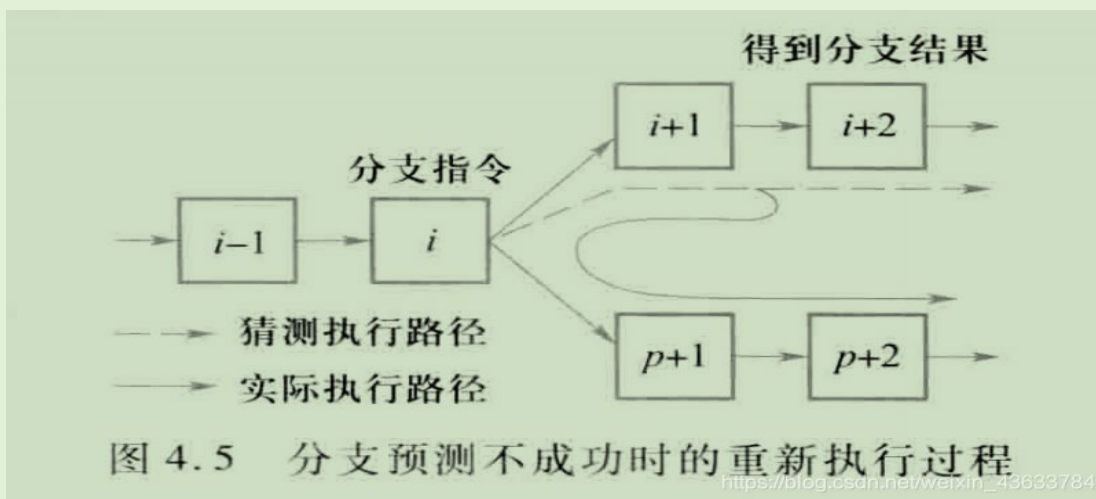 得到分支结果
i+1
i+2
分支指令
i−1
i
猜测执行路径
实际执行路径
p+1
p+2
图 4.5 分支预测不成功时的重新执行过程
https://blog.csdn.net/weixin_43633784